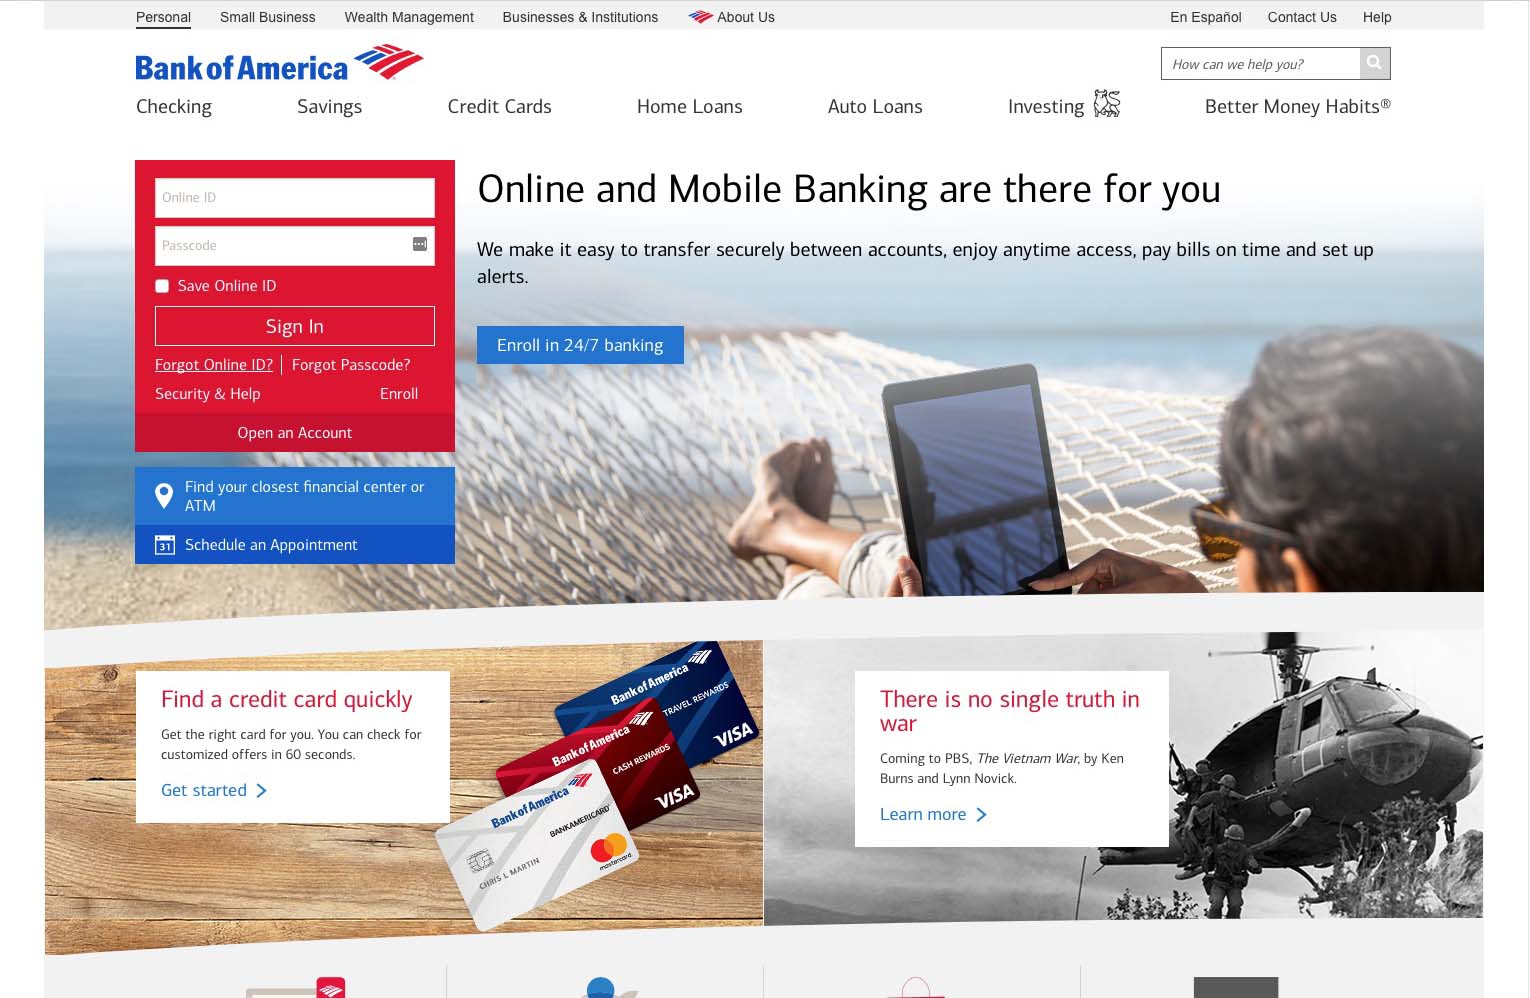 Personal
Small Business
Wealth Management
Businesses & Institutions
About Us
En Español
Contact Us
Help
Bank of America
How can we help you?
Checking
Savings
Credit Cards
Home Loans
Auto Loans
Investing
Better Money Habits®
Online ID
Passcode
Save Online ID
Sign In
Forgot Online ID?
Forgot Passcode?
Security & Help
Enroll
Open an Account
Find your closest financial center or
ATM
31
Schedule an Appointment
Online and Mobile Banking are there for you
We make it easy to transfer securely between accounts, enjoy anytime access, pay bills on time and set up
alerts.
Enroll in 24/7 banking
Find a credit card quickly
Get the right card for you. You can check for
customized offers in 60 seconds.
Get started
Bank of America
TRAVEL REWARDS
VISA
Bank of America
CASH REWARDS
VISA
Bank of America
BANKAMERICARD
CHRIS L MARTIN
mastercard
There is no single truth in
war
Coming to PBS, The Vietnam War, by Ken
Burns and Lynn Novick.
Learn more